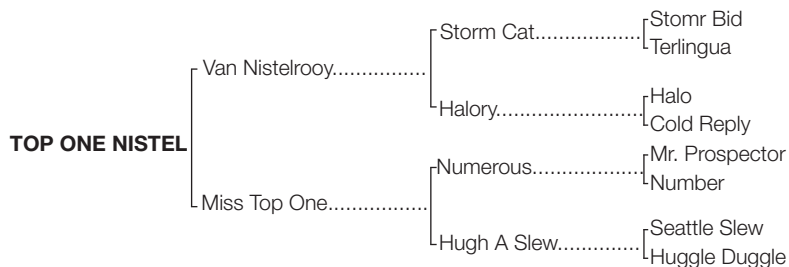 Stomr Bid
Storm Cat...................
Terlingua
Van Nistelrooy................
Halo
Halory.........................
Cold Reply
TOP ONE NISTEL
Mr. Prospector
Numerous....................
Number
Miss Top One.................
Seattle Slew
Hugh A Slew..............
Huggle Duggle